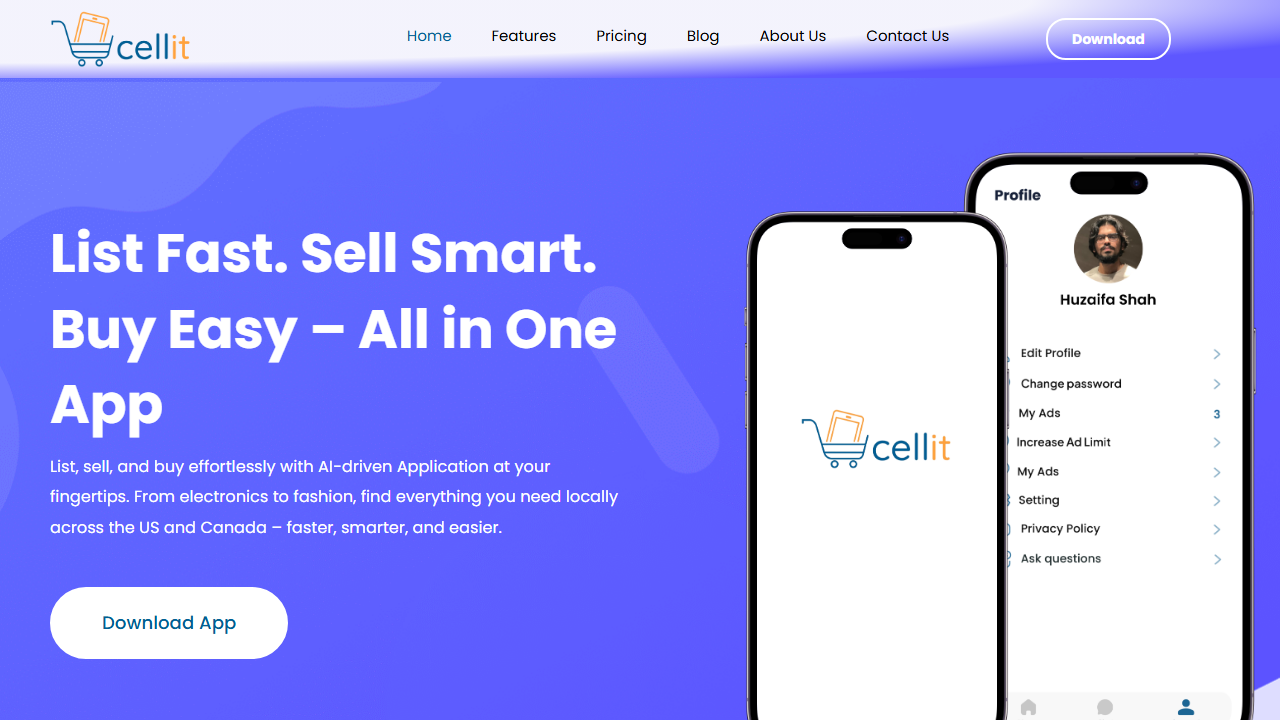 cellit
Home Features Pricing Blog About Us Contact Us
Download
List Fast. Sell Smart.
Buy Easy – All in One
App
List, sell, and buy effortlessly with AI-driven Application at your
fingertips. From electronics to fashion, find everything you need locally
across the US and Canada – faster, smarter, and easier.
Download App
cellit
Profile
Huzaifa Shah
Edit Profile
Change password
My Ads 3
Increase Ad Limit
My Ads
Setting
Privacy Policy
Ask questions